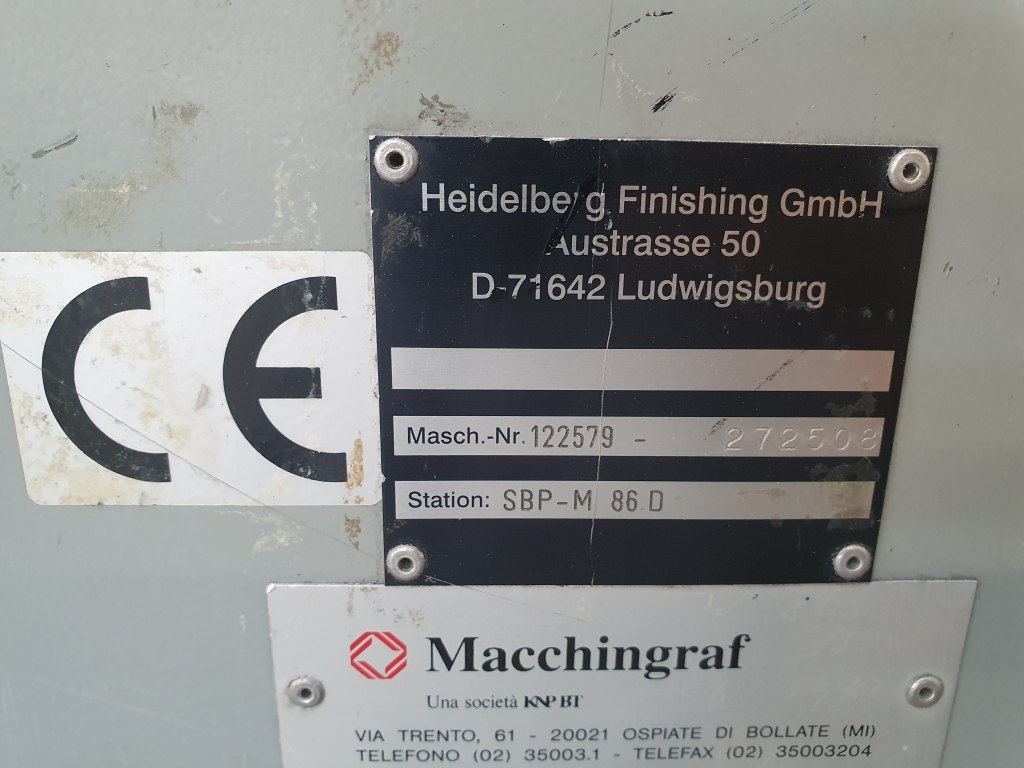 CE
Heidelberg Finishing GmbH
Austrasse 50
D-71642 Ludwigsburg
Masch.-Nr. 122579 - 272508
Station: SBP-M 86.D
Macchingraf
Una società KNP BT
VIA TRENTO, 61 - 20021 OSPIATE DI BOLLATE (MI)
TELEFONO (02) 35003.1 - TELEFAX (02) 35003204